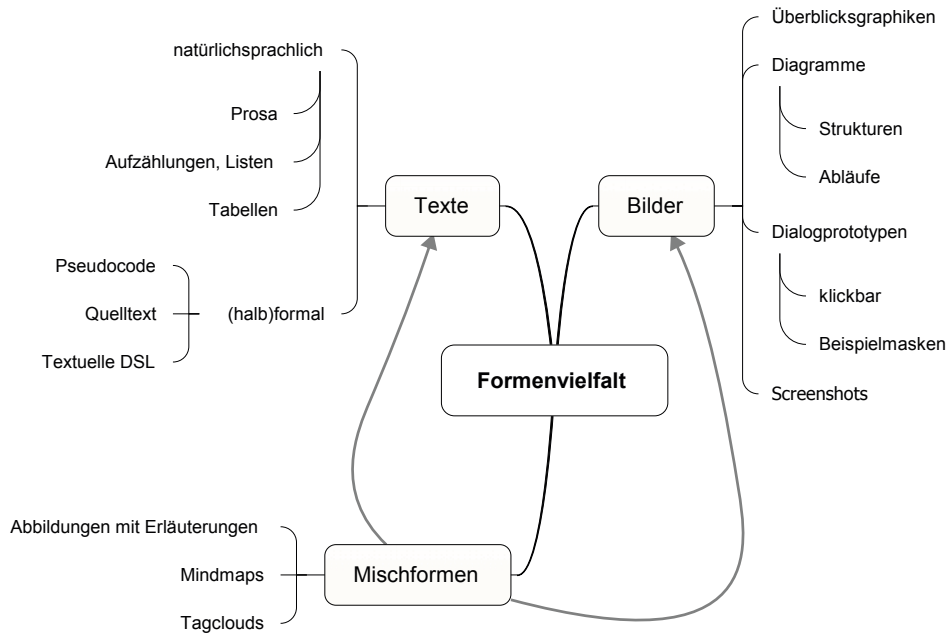 Formenvielfalt
Texte
natürlichsprachlich
Prosa
Aufzählungen, Listen
Tabellen
(halb)formal
Pseudocode
Quelltext
Textuelle DSL
Bilder
Überblicksgraphiken
Diagramme
Strukturen
Abläufe
Dialogprototypen
klickbar
Beispielmasken
Screenshots
Mischformen
Abbildungen mit Erläuterungen
Mindmaps
Tagclouds